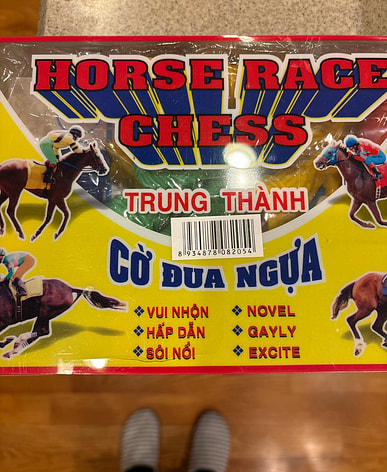 HORSE RACE
CHESS
TRUNG THÀNH
8 934878 082054
CỜ ĐUA NGỰA
❖ VUI NHỘN
❖ HẤP DẪN
❖ SÔI NỔI
❖ NOVEL
❖ GAYLY
❖ EXCITE